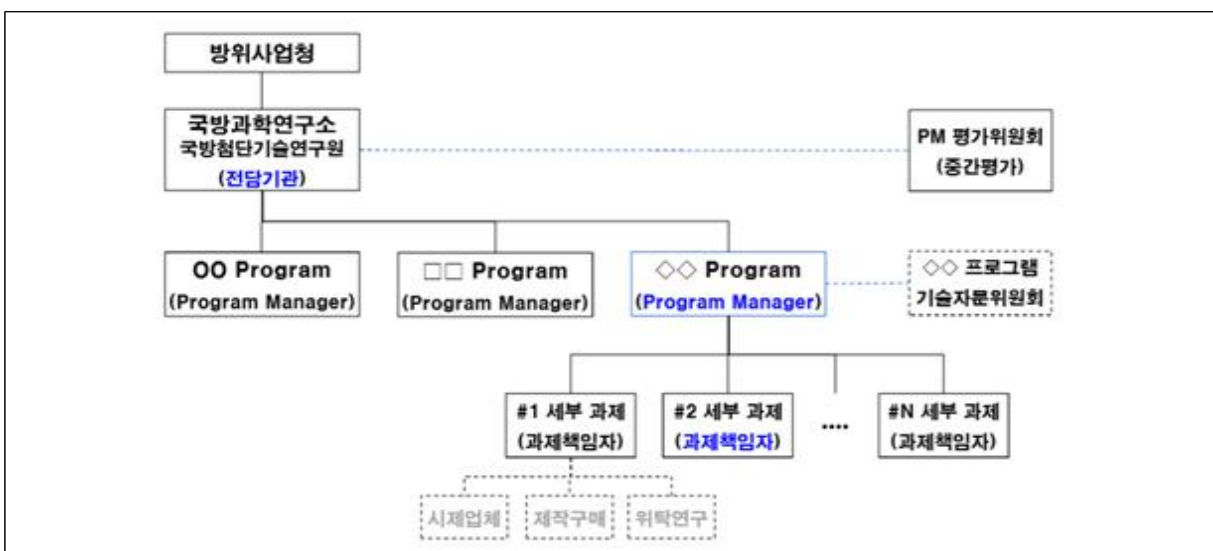 방위사업청
국방과학연구소
국방첨단기술연구원
(전담기관)
PM 평가위원회
(중간평가)
OO Program
(Program Manager)
□□ Program
(Program Manager)
◇◇ Program
(Program Manager)
◇◇ 프로그램
기술자문위원회
#1 세부 과제
(과제책임자)
#2 세부 과제
(과제책임자)
....
#N 세부 과제
(과제책임자)
시제업체
제작구매
위탁연구